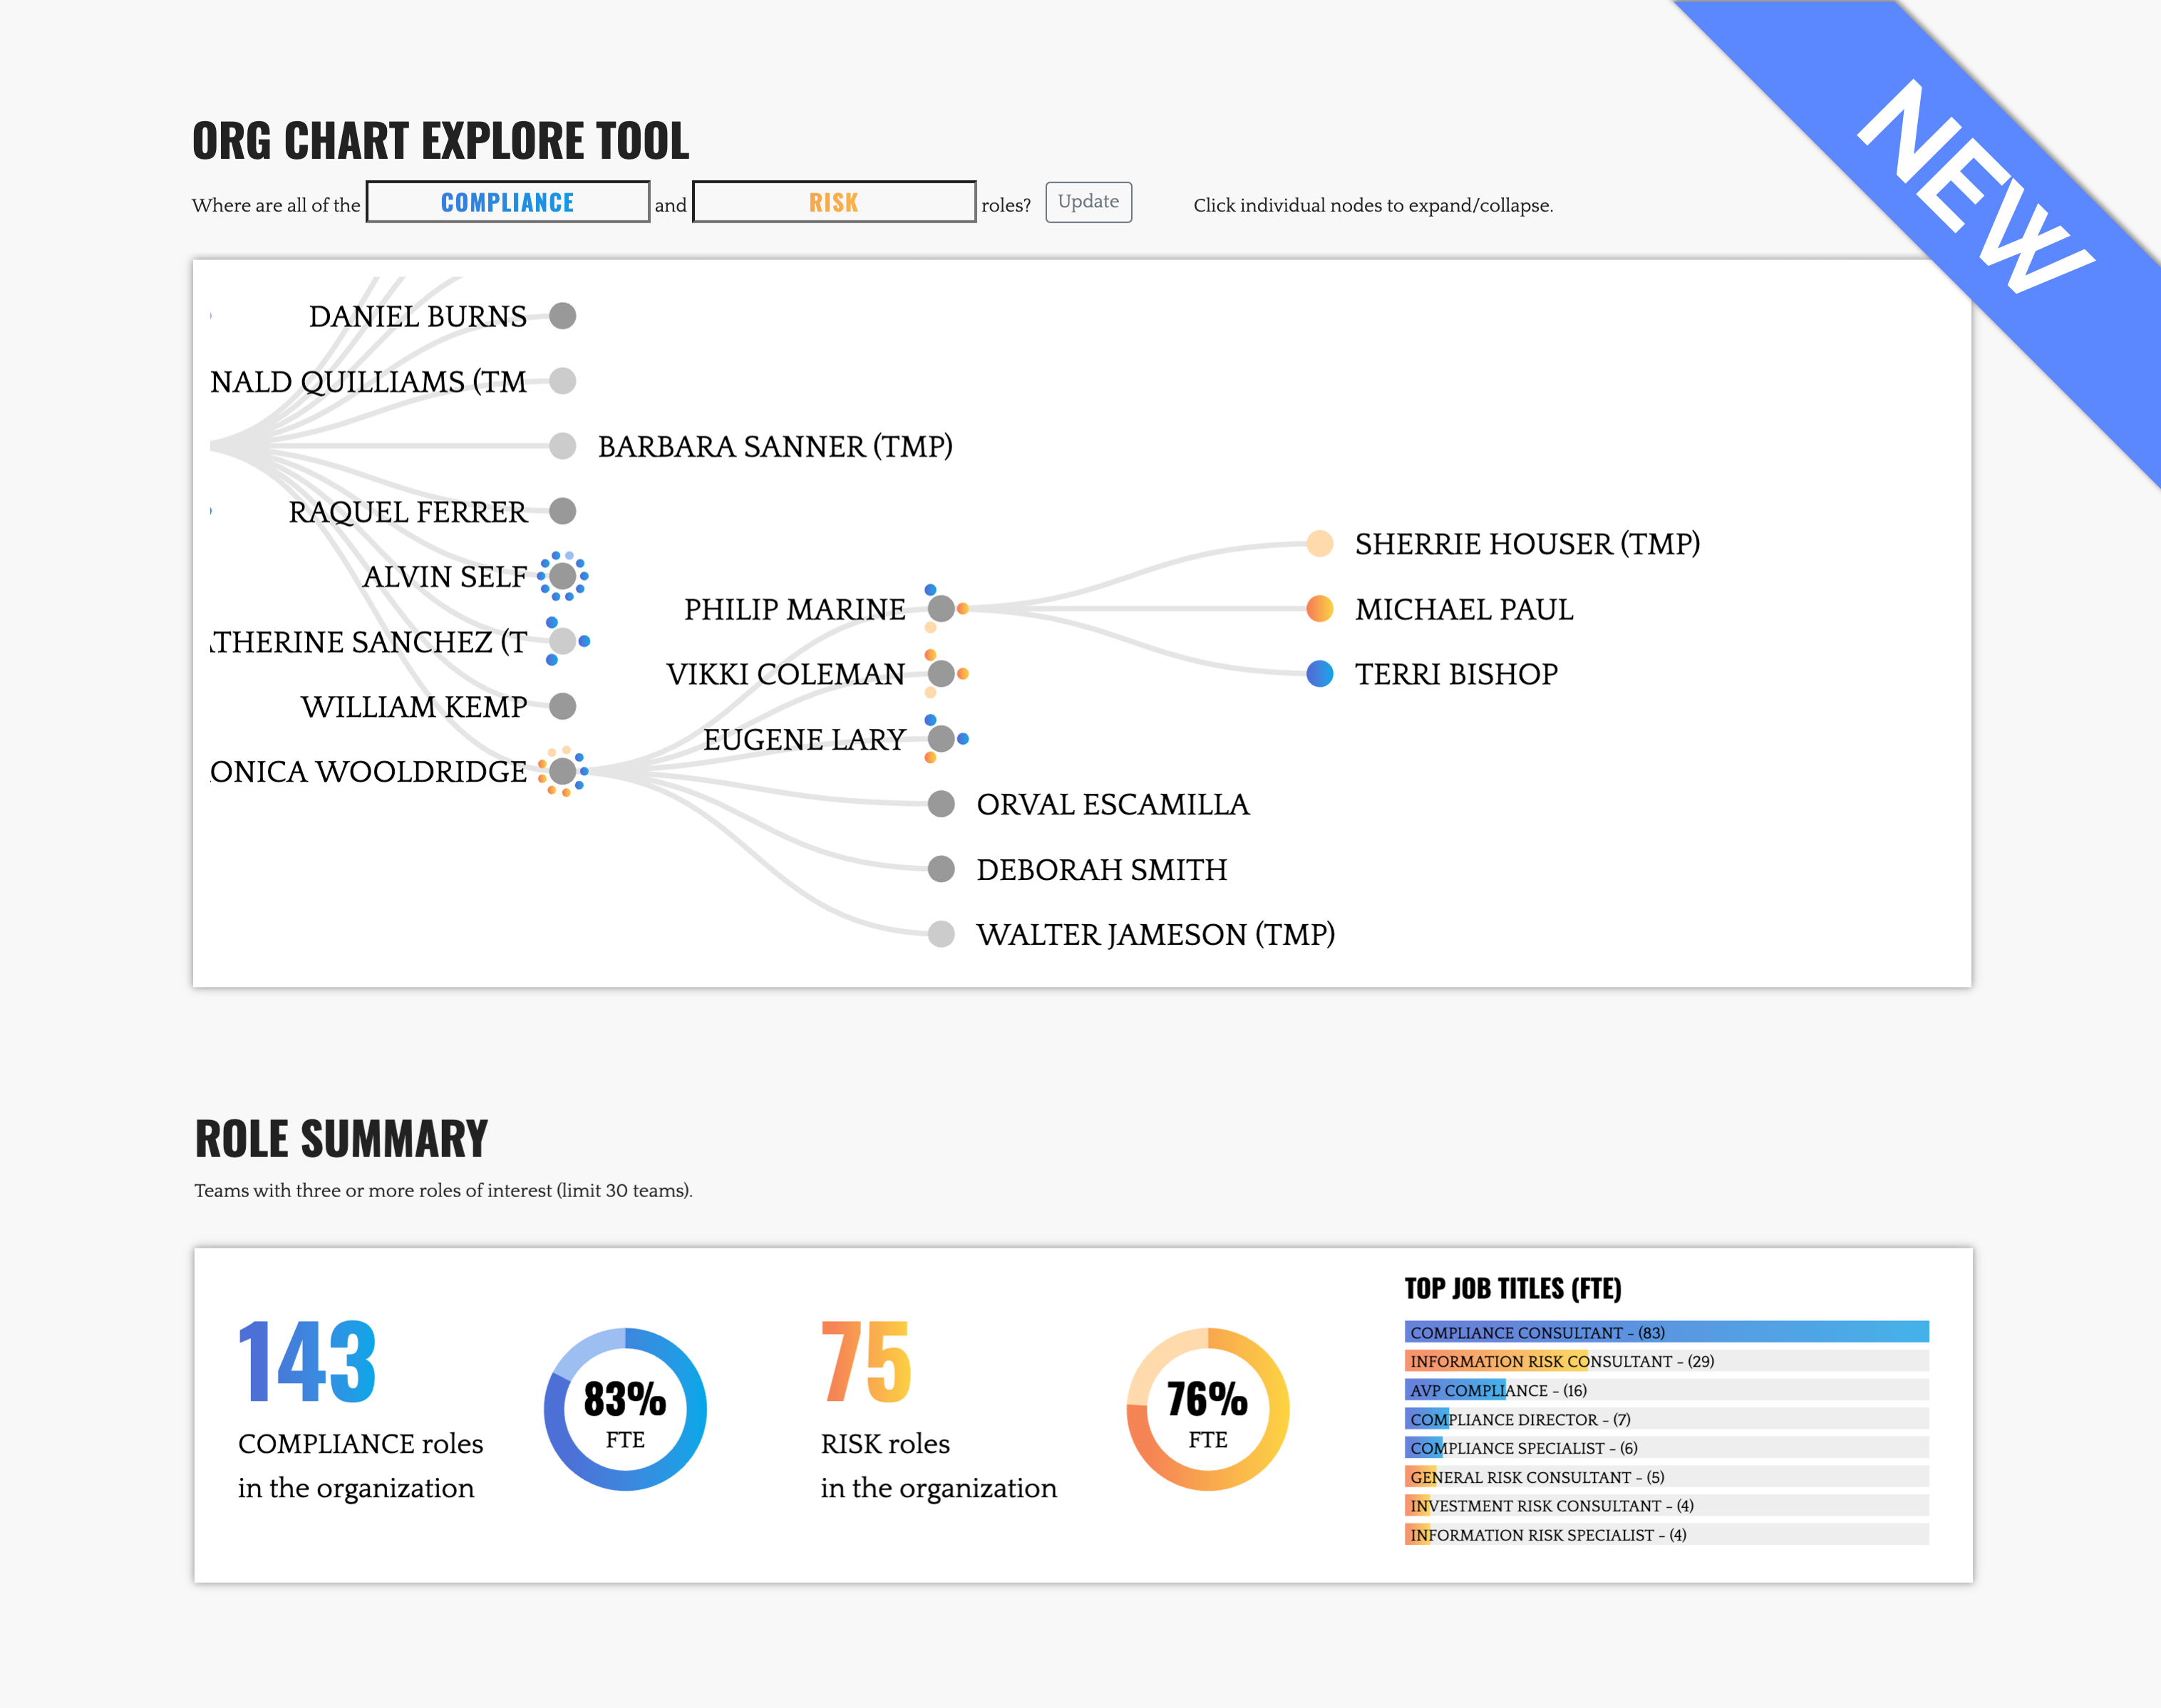 NEW
ORG CHART EXPLORE TOOL
Where are all of the COMPLIANCE and RISK roles? Update Click individual nodes to expand/collapse.
DANIEL BURNS
NALD QUILLIAMS (TM
BARBARA SANNER (TMP)
RAQUEL FERRER
SHERRIE HOUSER (TMP)
ALVIN SELF
PHILIP MARINE
MICHAEL PAUL
THERINE SANCHEZ (T
VIKKI COLEMAN
TERRI BISHOP
WILLIAM KEMP
EUGENE LARY
ONICA WOOLDRIDGE
ORVAL ESCAMILLA
DEBORAH SMITH
WALTER JAMESON (TMP)
ROLE SUMMARY
Teams with three or more roles of interest (limit 30 teams).
143
COMPLIANCE roles
in the organization
83%
FTE
75
RISK roles
in the organization
76%
FTE
TOP JOB TITLES (FTE)
COMPLIANCE CONSULTANT - (83)
INFORMATION RISK CONSULTANT - (29)
AVP COMPLIANCE - (16)
COMPLIANCE DIRECTOR - (7)
COMPLIANCE SPECIALIST - (6)
GENERAL RISK CONSULTANT - (5)
INVESTMENT RISK CONSULTANT - (4)
INFORMATION RISK SPECIALIST - (4)